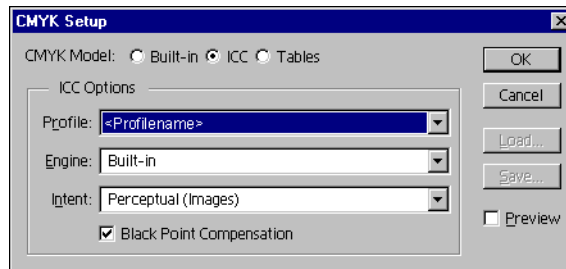 CMYK Setup
CMYK Model: Built-in ICC Tables
OK
ICC Options
Cancel
Profile: <Profilename>
Load...
Engine: Built-in
Save...
Intent: Perceptual (Images)
Preview
Black Point Compensation